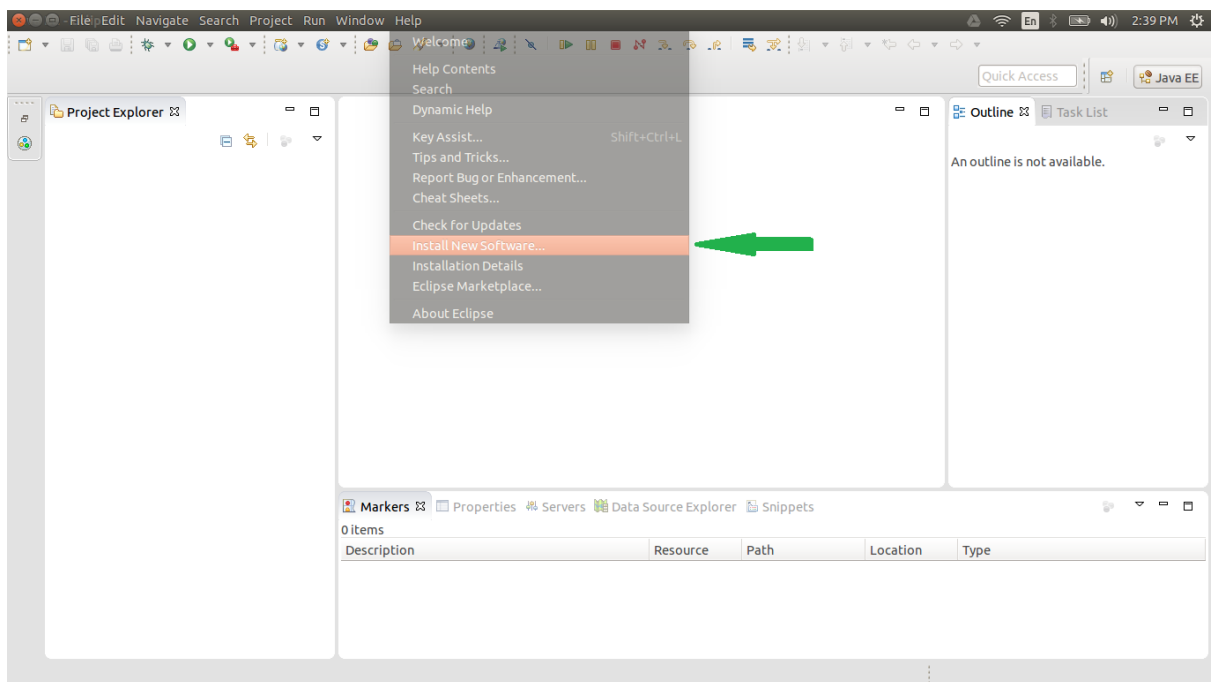 File Edit Navigate Search Project Run Window Help
En
2:39 PM
Welcome
Help Contents
Search
Dynamic Help
Key Assist... Shift+Ctrl+L
Tips and Tricks...
Report Bug or Enhancement...
Cheat Sheets...
Check for Updates
Install New Software...
Installation Details
Eclipse Marketplace...
About Eclipse
Quick Access
Java EE
Project Explorer
Outline Task List
An outline is not available.
Markers Properties Servers Data Source Explorer Snippets
0 items
Description Resource Path Location Type